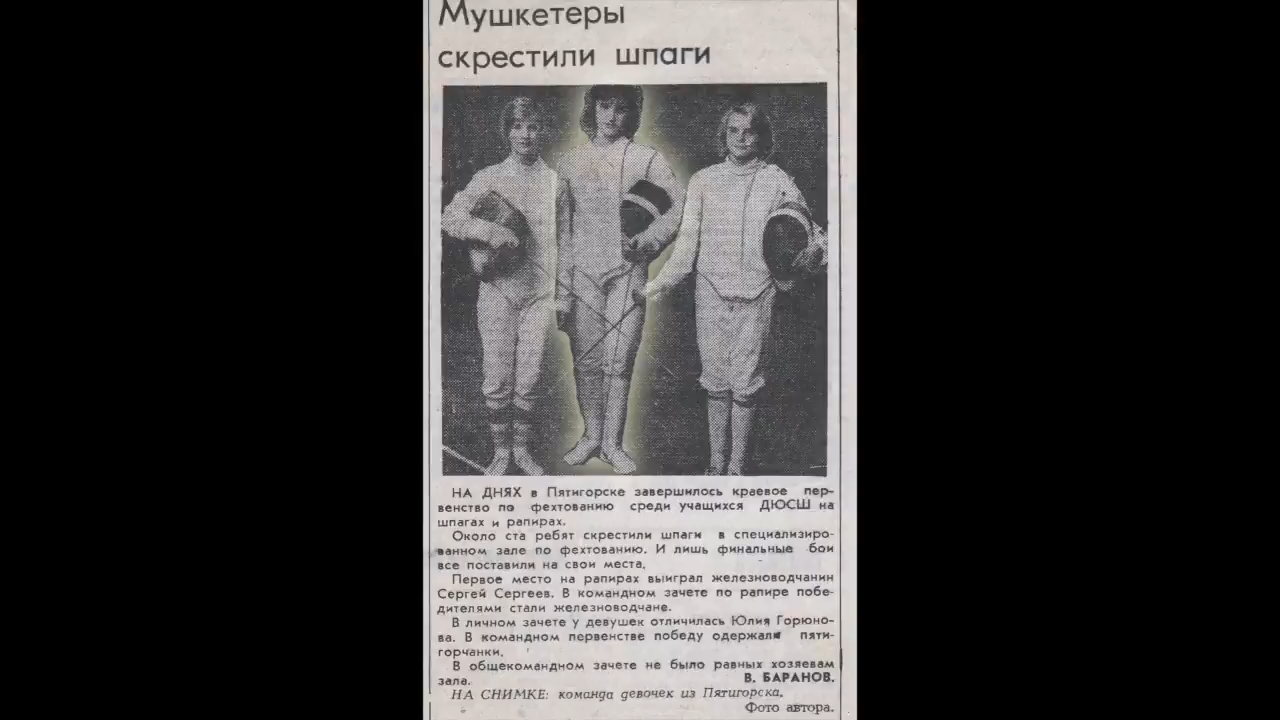 Мушкетеры
скрестили шпаги
НА ДНЯХ в Пятигорске завершилось краевое пер-
венство по фехтованию среди учащихся ДЮСШ на
шпагах и рапирах.
Около ста ребят скрестили шпаги в специализиро-
ванном зале по фехтованию. И лишь финальные бои
все поставили на свои места.
Первое место на рапирах выиграл железноводчанин
Сергей Сергеев. В командном зачете по рапире побе-
дителями стали железноводчане.
В личном зачете у девушек отличилась Юлия Горюно-
ва. В командном первенстве победу одержали пяти-
горчанки.
В общекомандном зачете не было равных хозяевам
зала. В. БАРАНОВ.
НА СНИМКЕ: команда девочек из Пятигорска.
Фото автора.